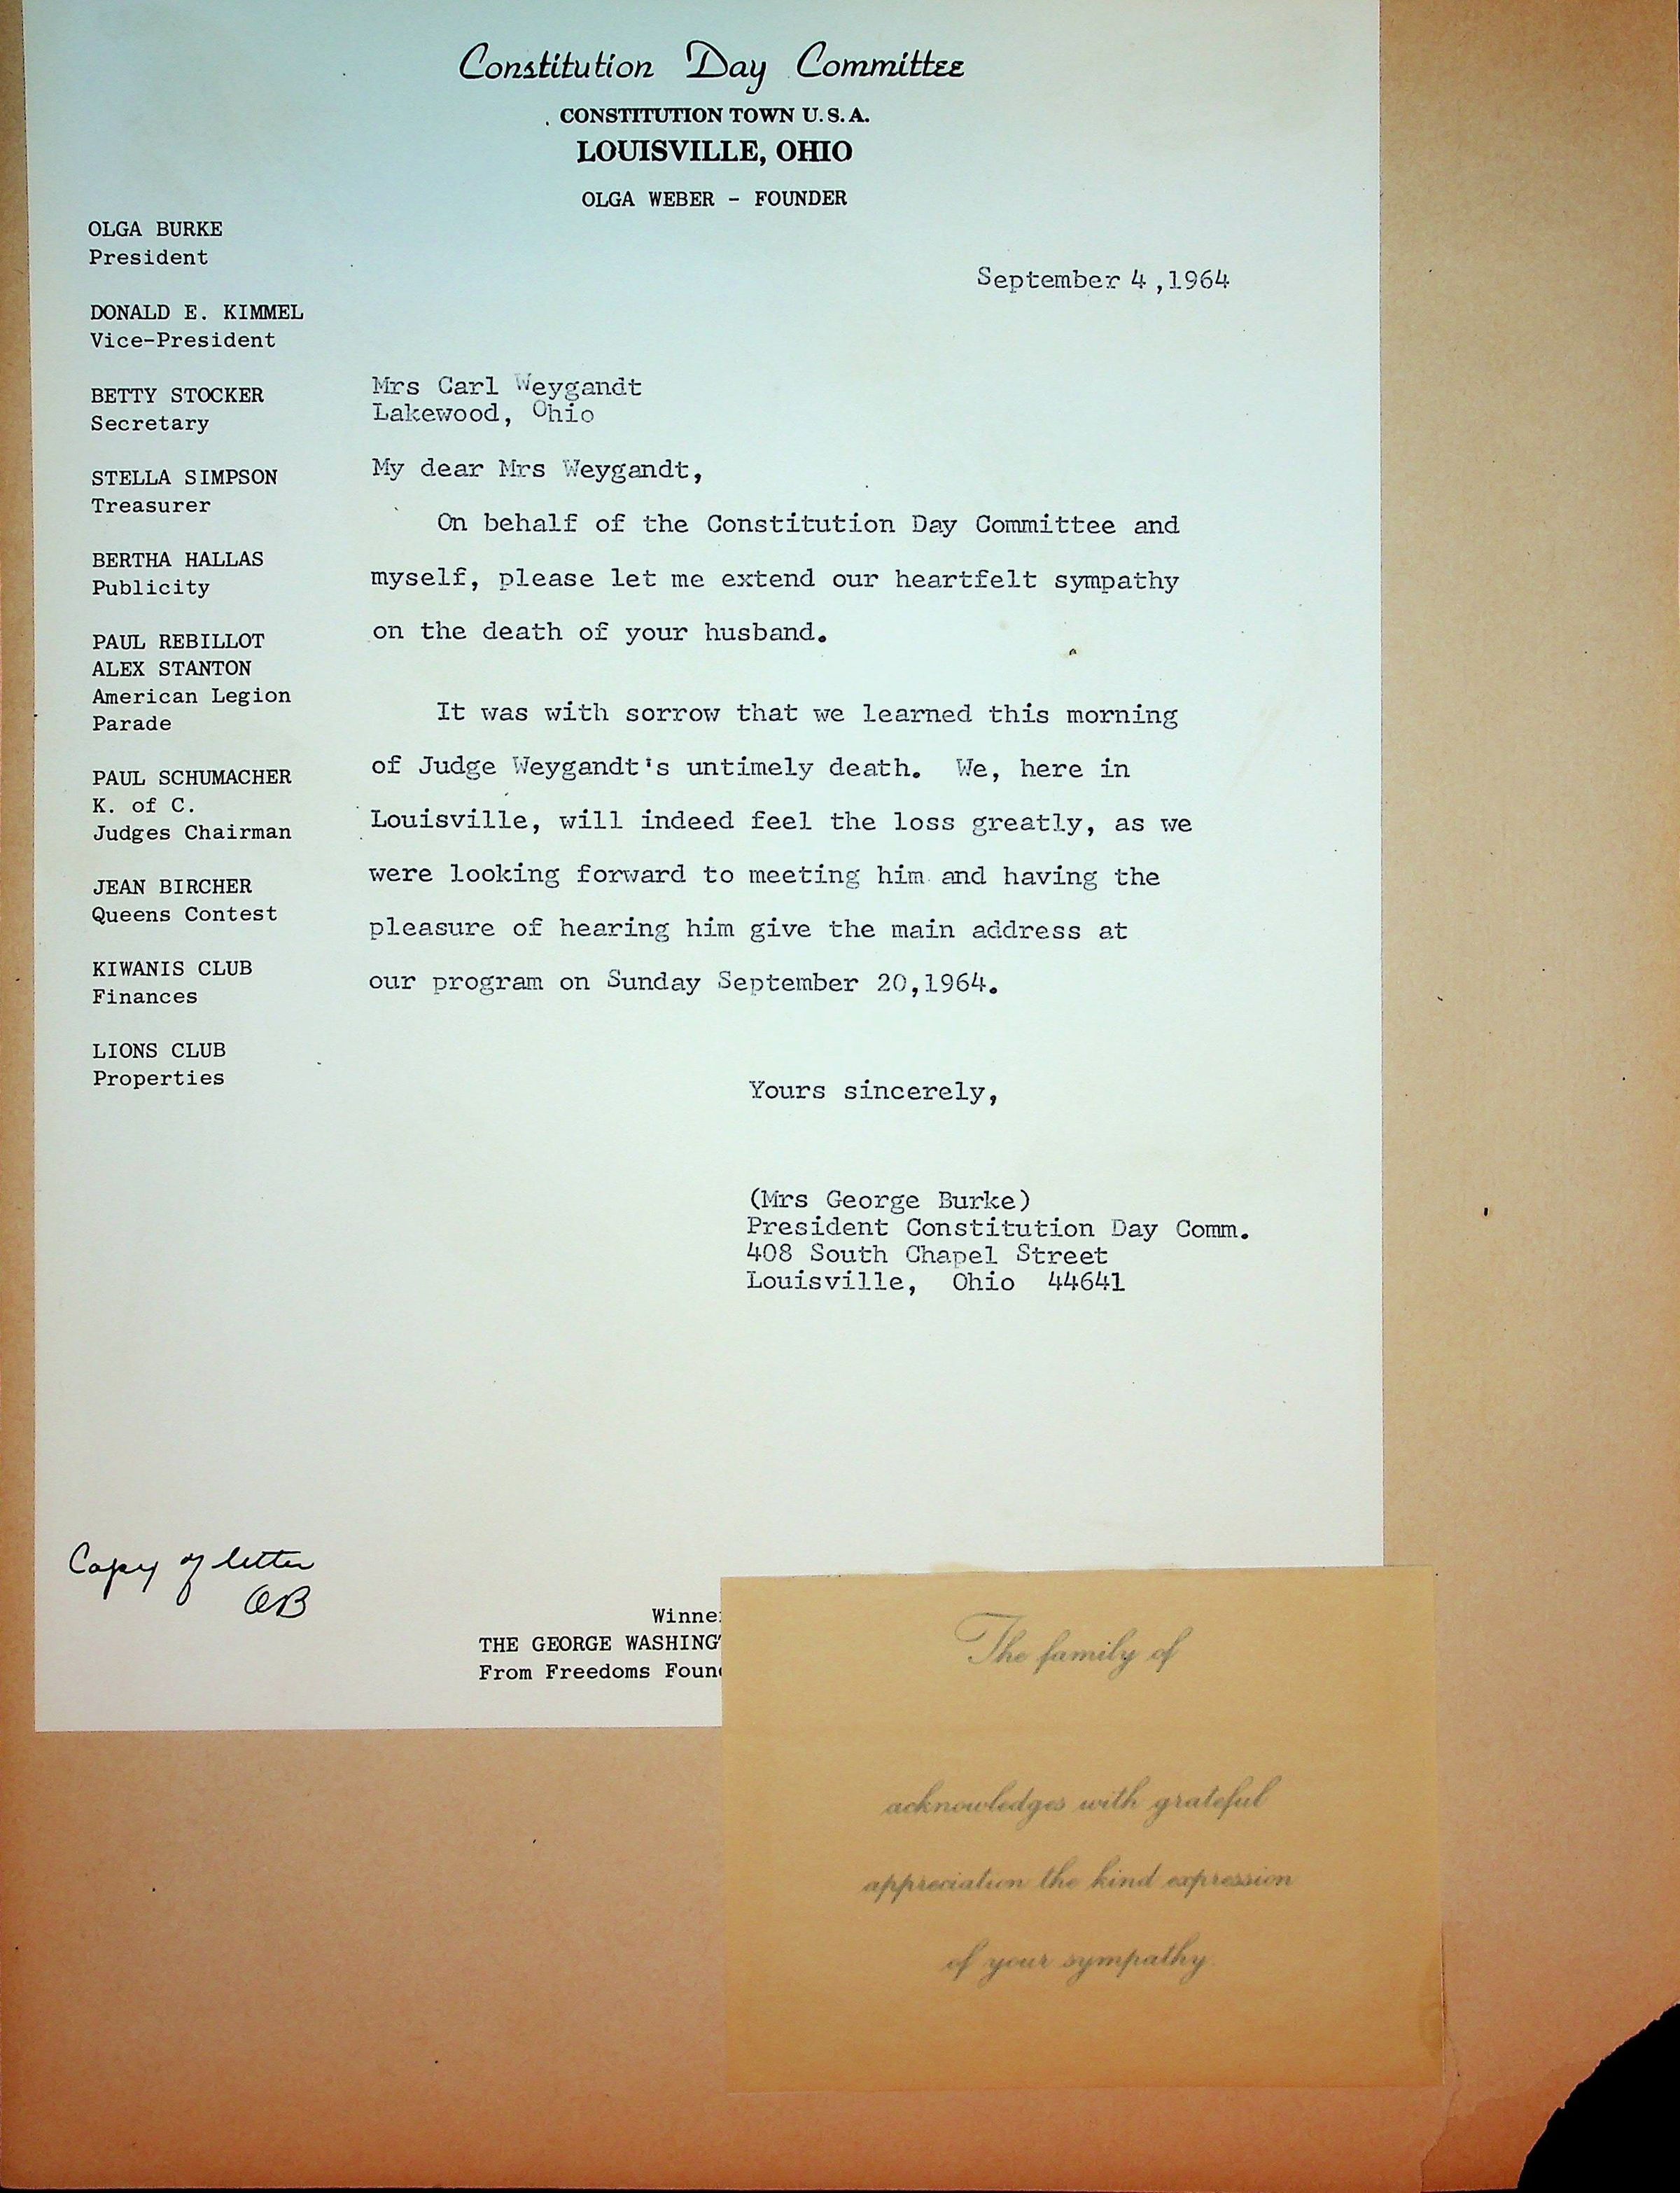 Constitution Day Committee
CONSTITUTION TOWN U.S.A.
LOUISVILLE, OHIO
OLGA WEBER - FOUNDER
OLGA BURKE
President
DONALD E. KIMMEL
Vice-President
BETTY STOCKER
Secretary
STELLA SIMPSON
Treasurer
BERTHA HALLAS
Publicity
PAUL REBILLOT
ALEX STANTON
American Legion
Parade
PAUL SCHUMACHER
K. of C.
Judges Chairman
JEAN BIRCHER
Queens Contest
KIWANIS CLUB
Finances
LIONS CLUB
Properties
September 4,1964
Mrs Carl Weygandt
Lakewood, Ohio
My dear Mrs Weygandt,
On behalf of the Constitution Day Committee and
myself, please let me extend our heartfelt sympathy
on the death of your husband.
It was with sorrow that we learned this morning
of Judge Weygandt's untimely death. We, here in
Louisville, will indeed feel the loss greatly, as we
were looking forward to meeting him and having the
pleasure of hearing him give the main address at
our program on Sunday September 20,1964.
Yours sincerely,
(Mrs George Burke)
President Constitution Day Comm.
408 South Chapel Street
Louisville, Ohio 44641
Copy of letter
OB
Winne
THE GEORGE WASHING
From Freedoms Foun
The family of
acknowledges with grateful
appreciation the kind expression
of your sympathy.